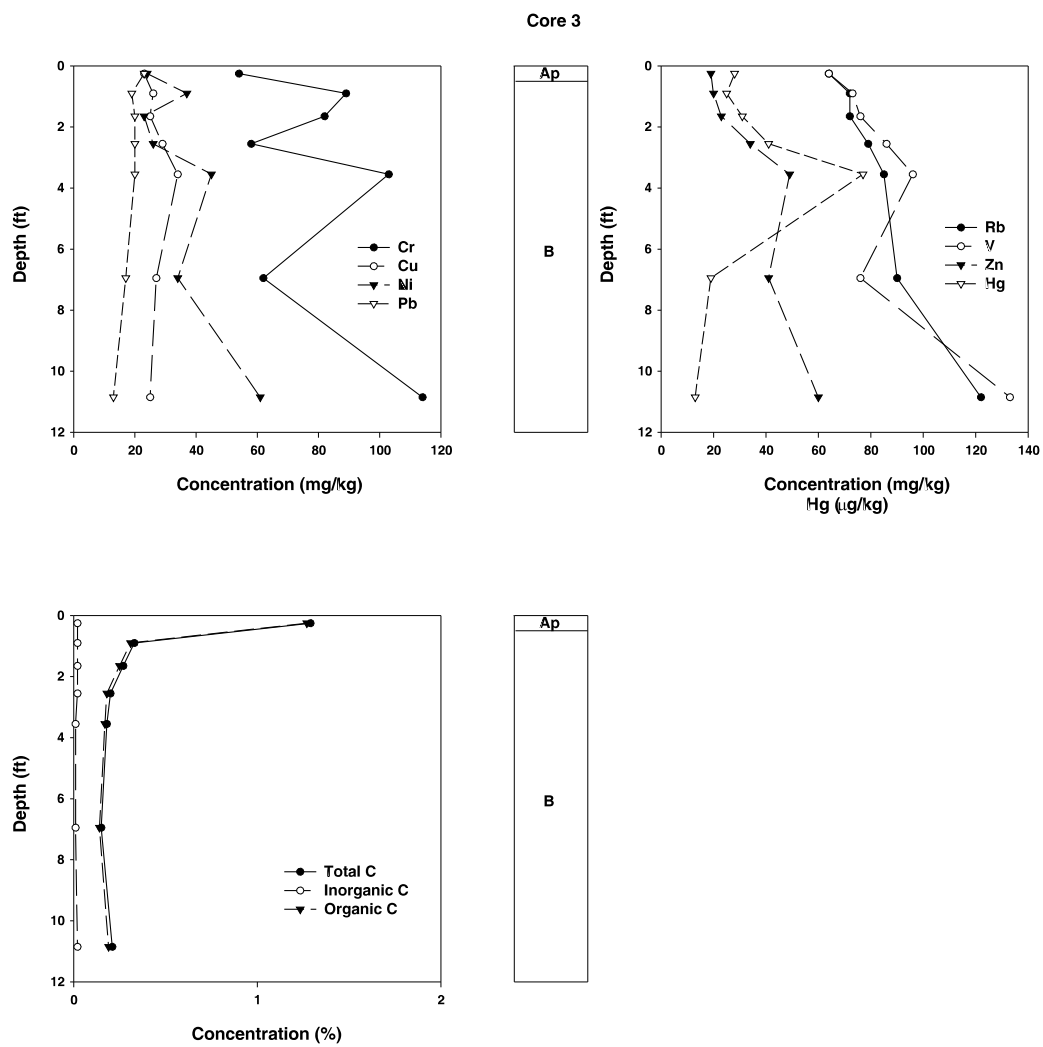 Core 3
0
2
4
6
8
10
12
Depth (ft)
0 20 40 60 80 100 120
Concentration (mg/kg)
Cr
Cu
Ni
Pb
Ap
B
0
2
4
6
8
10
12
Depth (ft)
0 20 40 60 80 100 120 140
Concentration (mg/kg)
Hg (µg/kg)
Rb
V
Zn
Hg
0
2
4
6
8
10
12
Depth (ft)
0 1 2
Concentration (%)
Total C
Inorganic C
Organic C
Ap
B